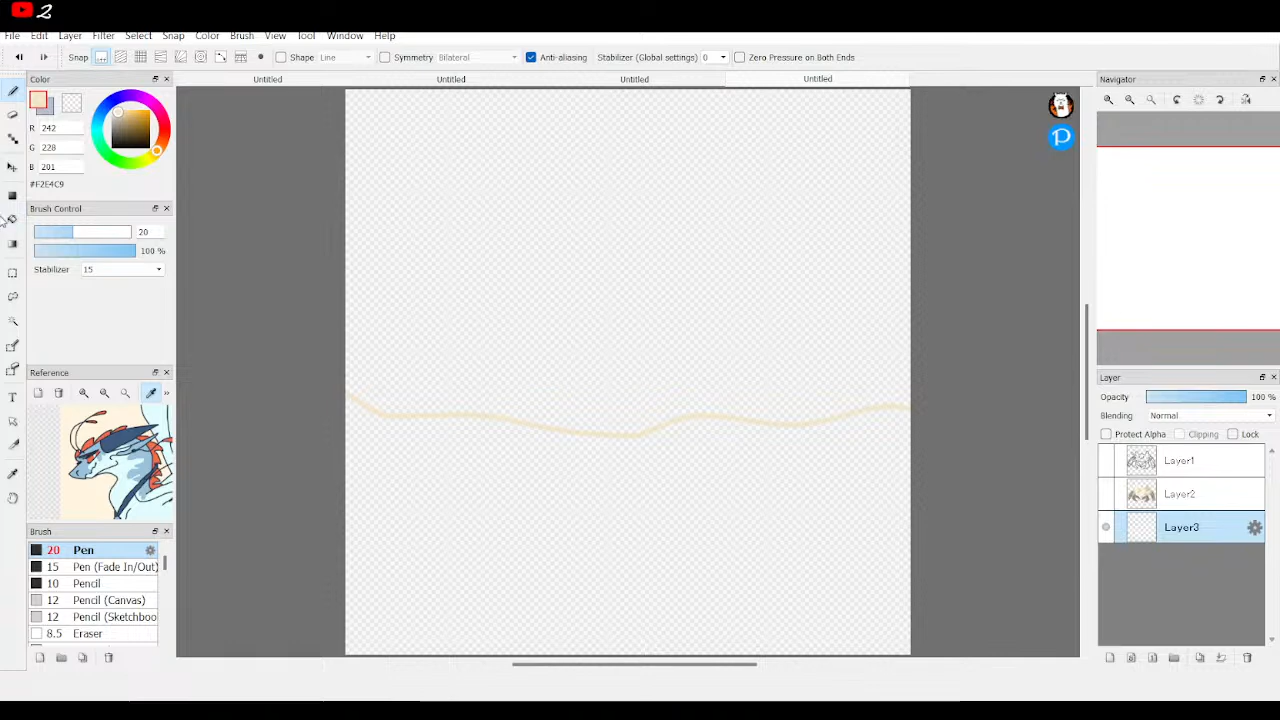 2
File Edit Layer Filter Select Snap Color Brush View Tool Window Help
Snap Shape Line Symmetry Bilateral Anti-aliasing Stabilizer (Global settings) 0 Zero Pressure on Both Ends
Color
Untitled Untitled Untitled Untitled
Navigator
R 242
G 228
B 201
#F2E4C9
Brush Control
20
100 %
Stabilizer 15
Reference
»
Brush
20 Pen
15 Pen (Fade In/Out)
10 Pencil
12 Pencil (Canvas)
12 Pencil (Sketchboo
8.5 Eraser
P
Layer
Opacity 100 %
Blending Normal
Protect Alpha Clipping Lock
Layer1
Layer2
Layer3
T